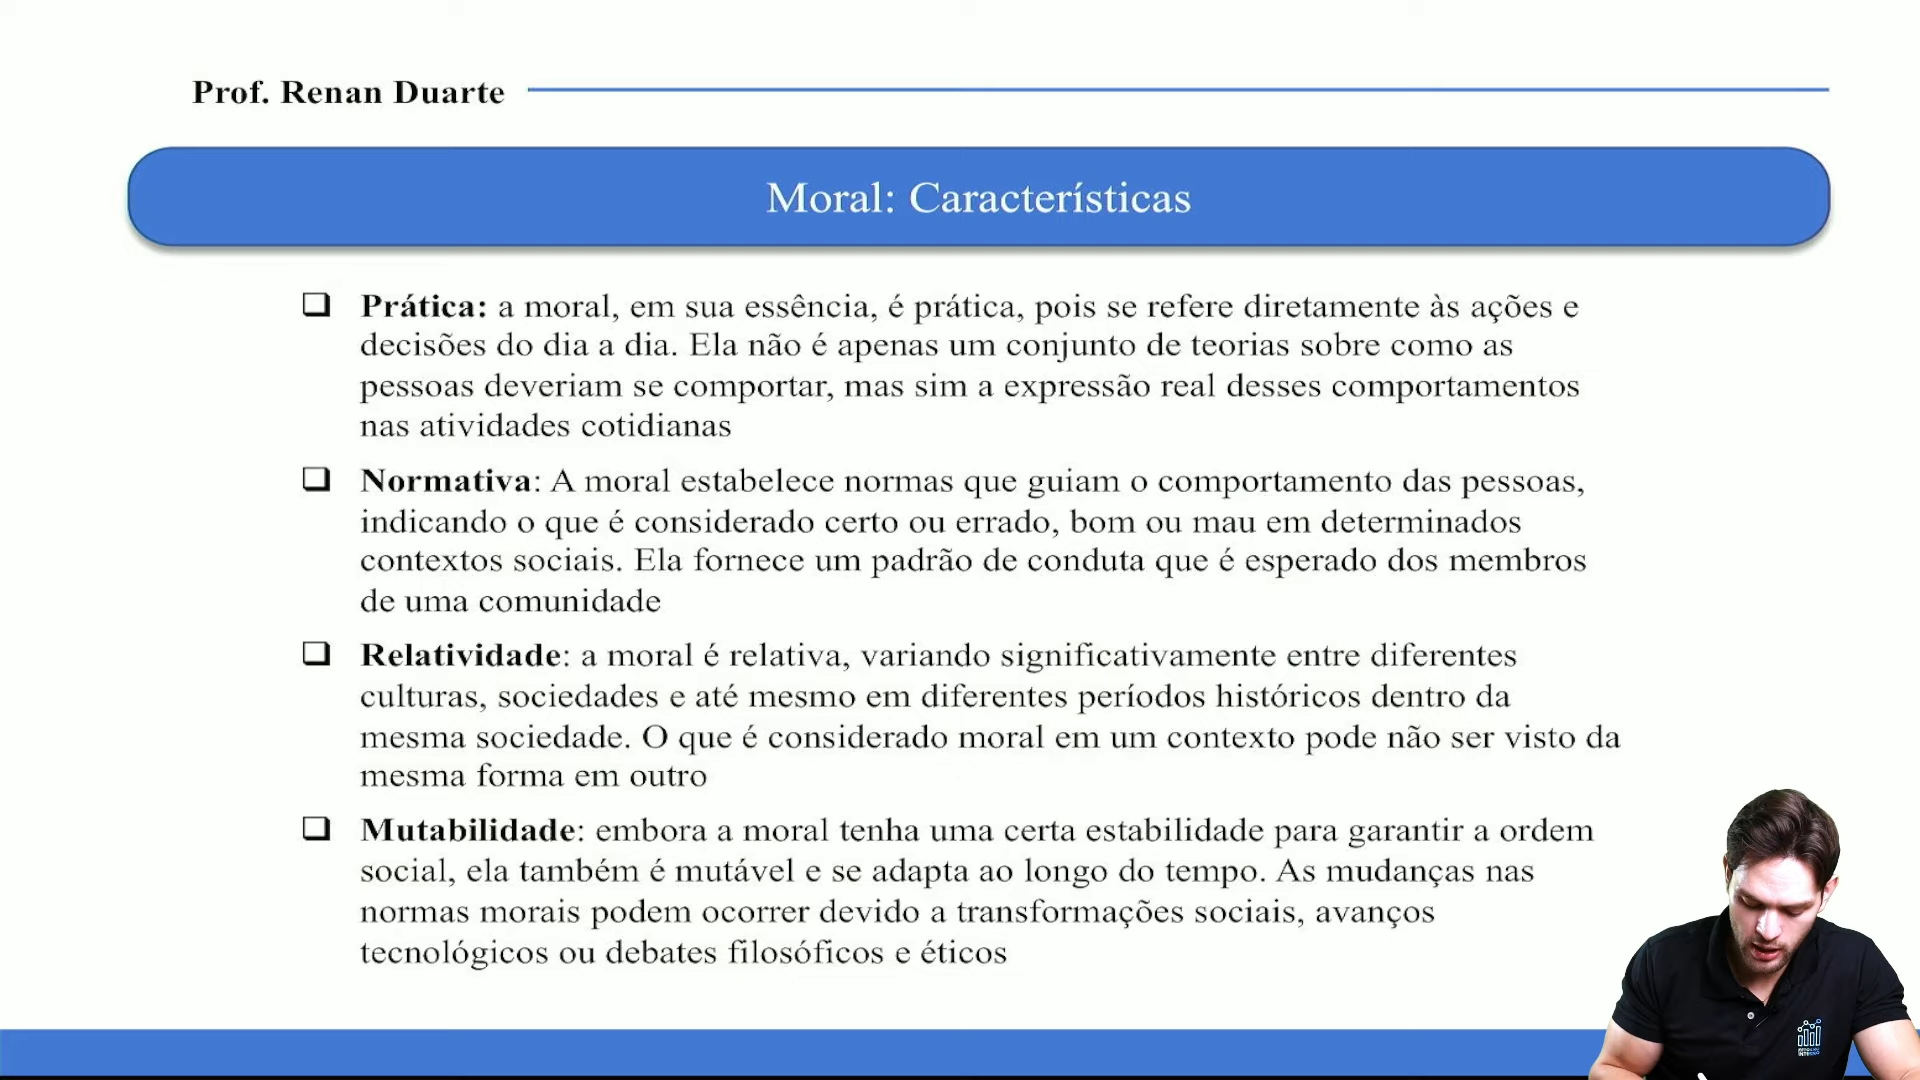 Prof. Renan Duarte
Moral: Características
Prática: a moral, em sua essência, é prática, pois se refere diretamente às ações e
decisões do dia a dia. Ela não é apenas um conjunto de teorias sobre como as
pessoas deveriam se comportar, mas sim a expressão real desses comportamentos
nas atividades cotidianas
Normativa: A moral estabelece normas que guiam o comportamento das pessoas,
indicando o que é considerado certo ou errado, bom ou mau em determinados
contextos sociais. Ela fornece um padrão de conduta que é esperado dos membros
de uma comunidade
Relatividade: a moral é relativa, variando significativamente entre diferentes
culturas, sociedades e até mesmo em diferentes períodos históricos dentro da
mesma sociedade. O que é considerado moral em um contexto pode não ser visto da
mesma forma em outro
Mutabilidade: embora a moral tenha uma certa estabilidade para garantir a ordem
social, ela também é mutável e se adapta ao longo do tempo. As mudanças nas
normas morais podem ocorrer devido a transformações sociais, avanços
tecnológicos ou debates filosóficos e éticos